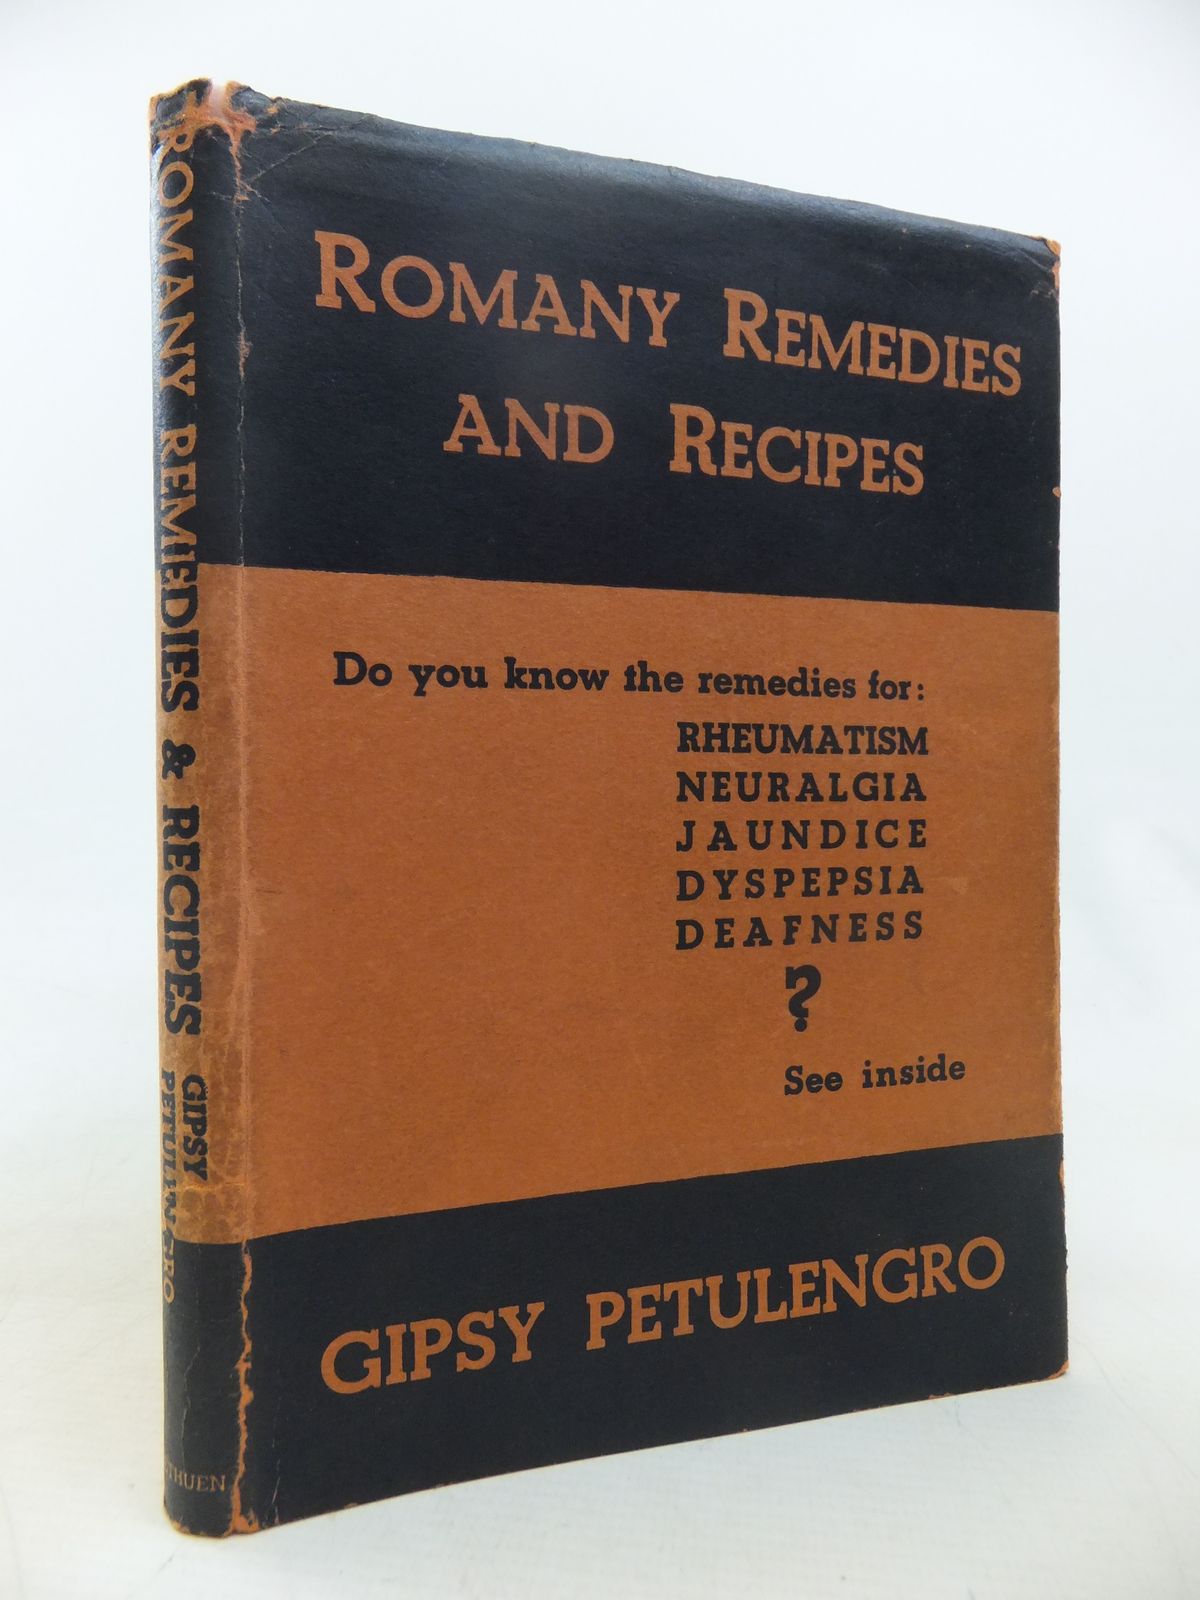 ROMANY REMEDIES
AND RECIPES
Do you know the remedies for:
RHEUMATISM
NEURALGIA
JAUNDICE
DYSPEPSIA
DEAFNESS
?
See inside
GIPSY PETULENGRO
ROMANY REMEDIES & RECIPES
GIPSY
PETULENGRO
THUEN